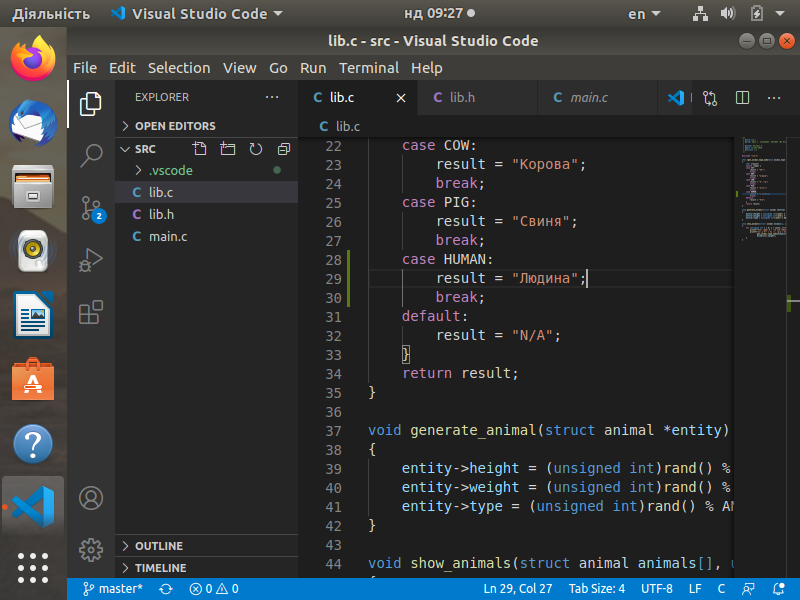 Діяльність Visual Studio Code нд 09:27 en
lib.c - src - Visual Studio Code
File Edit Selection View Go Run Terminal Help
EXPLORER
OPEN EDITORS
SRC
.vscode
lib.c
lib.h
main.c
OUTLINE
TIMELINE
2
C lib.c C lib.h C main.c
C lib.c
22 case COW:
23 result = "Корова";
24 break;
25 case PIG:
26 result = "Свиня";
27 break;
28 case HUMAN:
29 result = "Людина";
30 break;
31 default:
32 result = "N/A";
33 }
34 return result;
35 }
36
37 void generate_animal(struct animal *entity)
38 {
39 entity->height = (unsigned int)rand() %
40 entity->weight = (unsigned int)rand() %
41 entity->type = (unsigned int)rand() % AN
42 }
43
44 void show_animals(struct animal animals[], u
master* 0 0 Ln 29, Col 27 Tab Size: 4 UTF-8 LF C